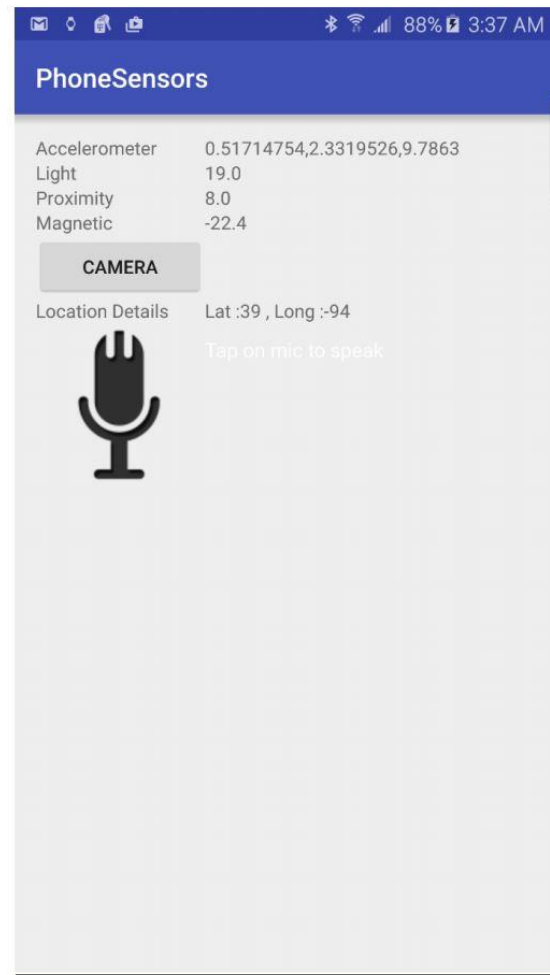 88% 3:37 AM
PhoneSensors
Accelerometer 0.51714754,2.3319526,9.7863
Light 19.0
Proximity 8.0
Magnetic -22.4
CAMERA
Location Details Lat :39 , Long :-94
Tap on mic to speak